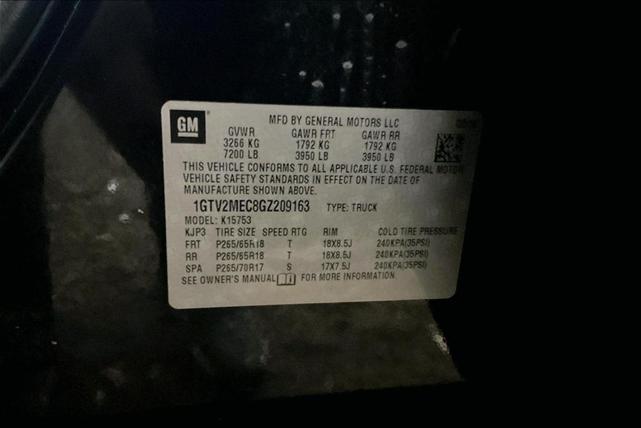 GM
MFD BY GENERAL MOTORS LLC
GVWR GAWR FRT GAWR RR
3266 KG 1792 KG 1792 KG
7200 LB 3950 LB 3950 LB
THIS VEHICLE CONFORMS TO ALL APPLICABLE U.S. FEDERAL MOTOR
VEHICLE SAFETY STANDARDS IN EFFECT ON THE DATE OF
MANUFACTURE SHOWN ABOVE.
1GTV2MEC8GZ209163 TYPE: TRUCK
MODEL: K15753
KJP3 TIRE SIZE SPEED RTG RIM COLD TIRE PRESSURE
FRT P265/65R18 T 18X8.5J 240KPA(35PSI)
RR P265/65R18 T 18X8.5J 240KPA(35PSI)
SPA P265/70R17 S 17X7.5J 240KPA(35PSI)
SEE OWNER'S MANUAL FOR MORE INFORMATION.